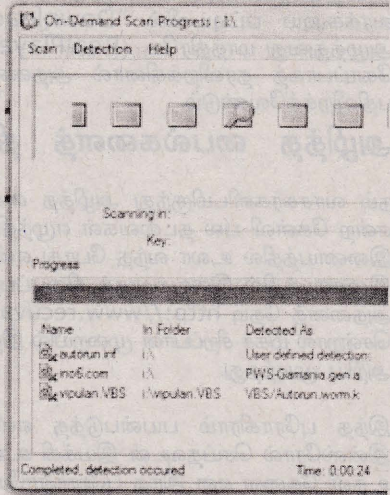 On-Demand Scan Progress - I:\
Scan Detection Help
Scanning in:
Key:
Progress
Name In Folder Detected As
autorun.inf i:\ User defined detection:
ino6.com i:\ PWS-Gamania.gen.a
vipulan.VBS i:\vipulan.VBS VBS/Autorun.worm.k
Completed, detection occured Time: 0:00:24